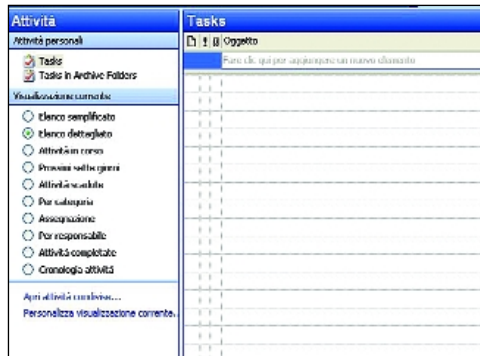 Attività
Attività personali
Tasks
Tasks in Archive Folders
Visualizzazione corrente
Elenco semplificato
Elenco dettagliato
Attività in corso
Prossimi sette giorni
Attività scadute
Per categoria
Assegnazione
Per responsabile
Attività completate
Cronologia attività
Apri attività condivise...
Personalizza visualizzazione corrente..
Tasks
! Oggetto
Fare clic qui per aggiungere un nuovo elemento